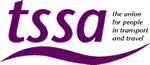 tssa
the union
for people
in transport
and travel